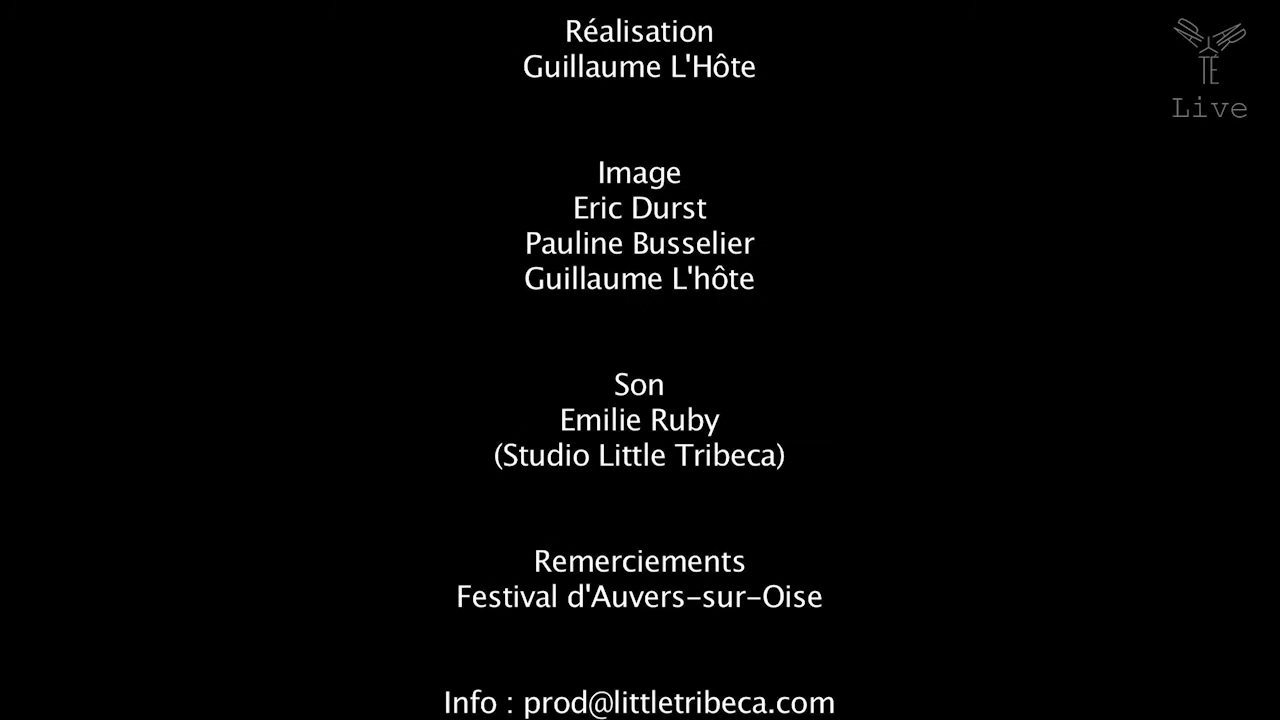 Réalisation
Guillaume L'Hôte
Image
Eric Durst
Pauline Busselier
Guillaume L'hôte
Son
Emilie Ruby
(Studio Little Tribeca)
Remerciements
Festival d'Auvers-sur-Oise
Info : prod@littletribeca.com
Live